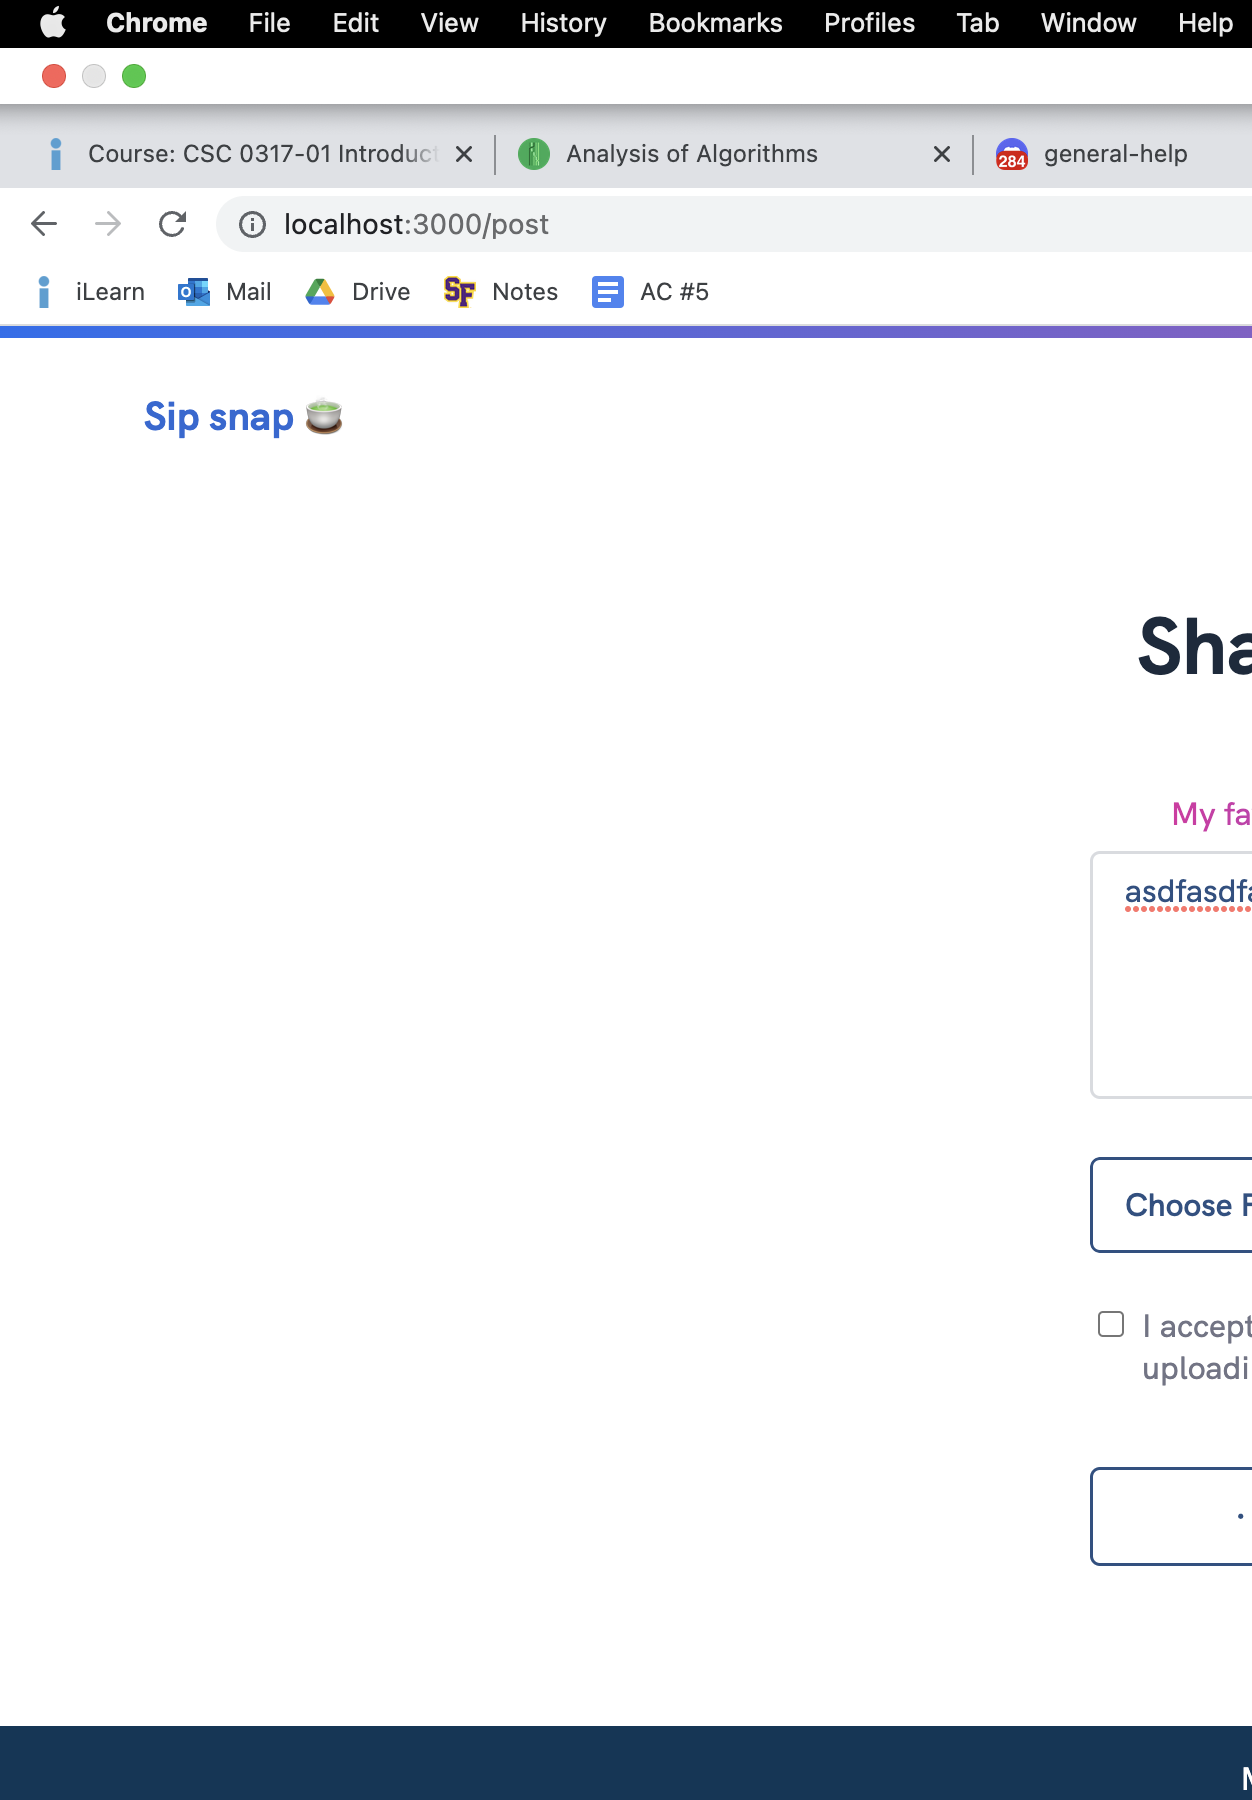 Chrome File Edit View History Bookmarks Profiles Tab Window Help
Course: CSC 0317-01 Introduct Analysis of Algorithms 284 general-help
localhost:3000/post
iLearn Mail Drive SF Notes AC #5
Sip snap
Sha
My fa
asdfasdfa
Choose F
I accept
uploadi